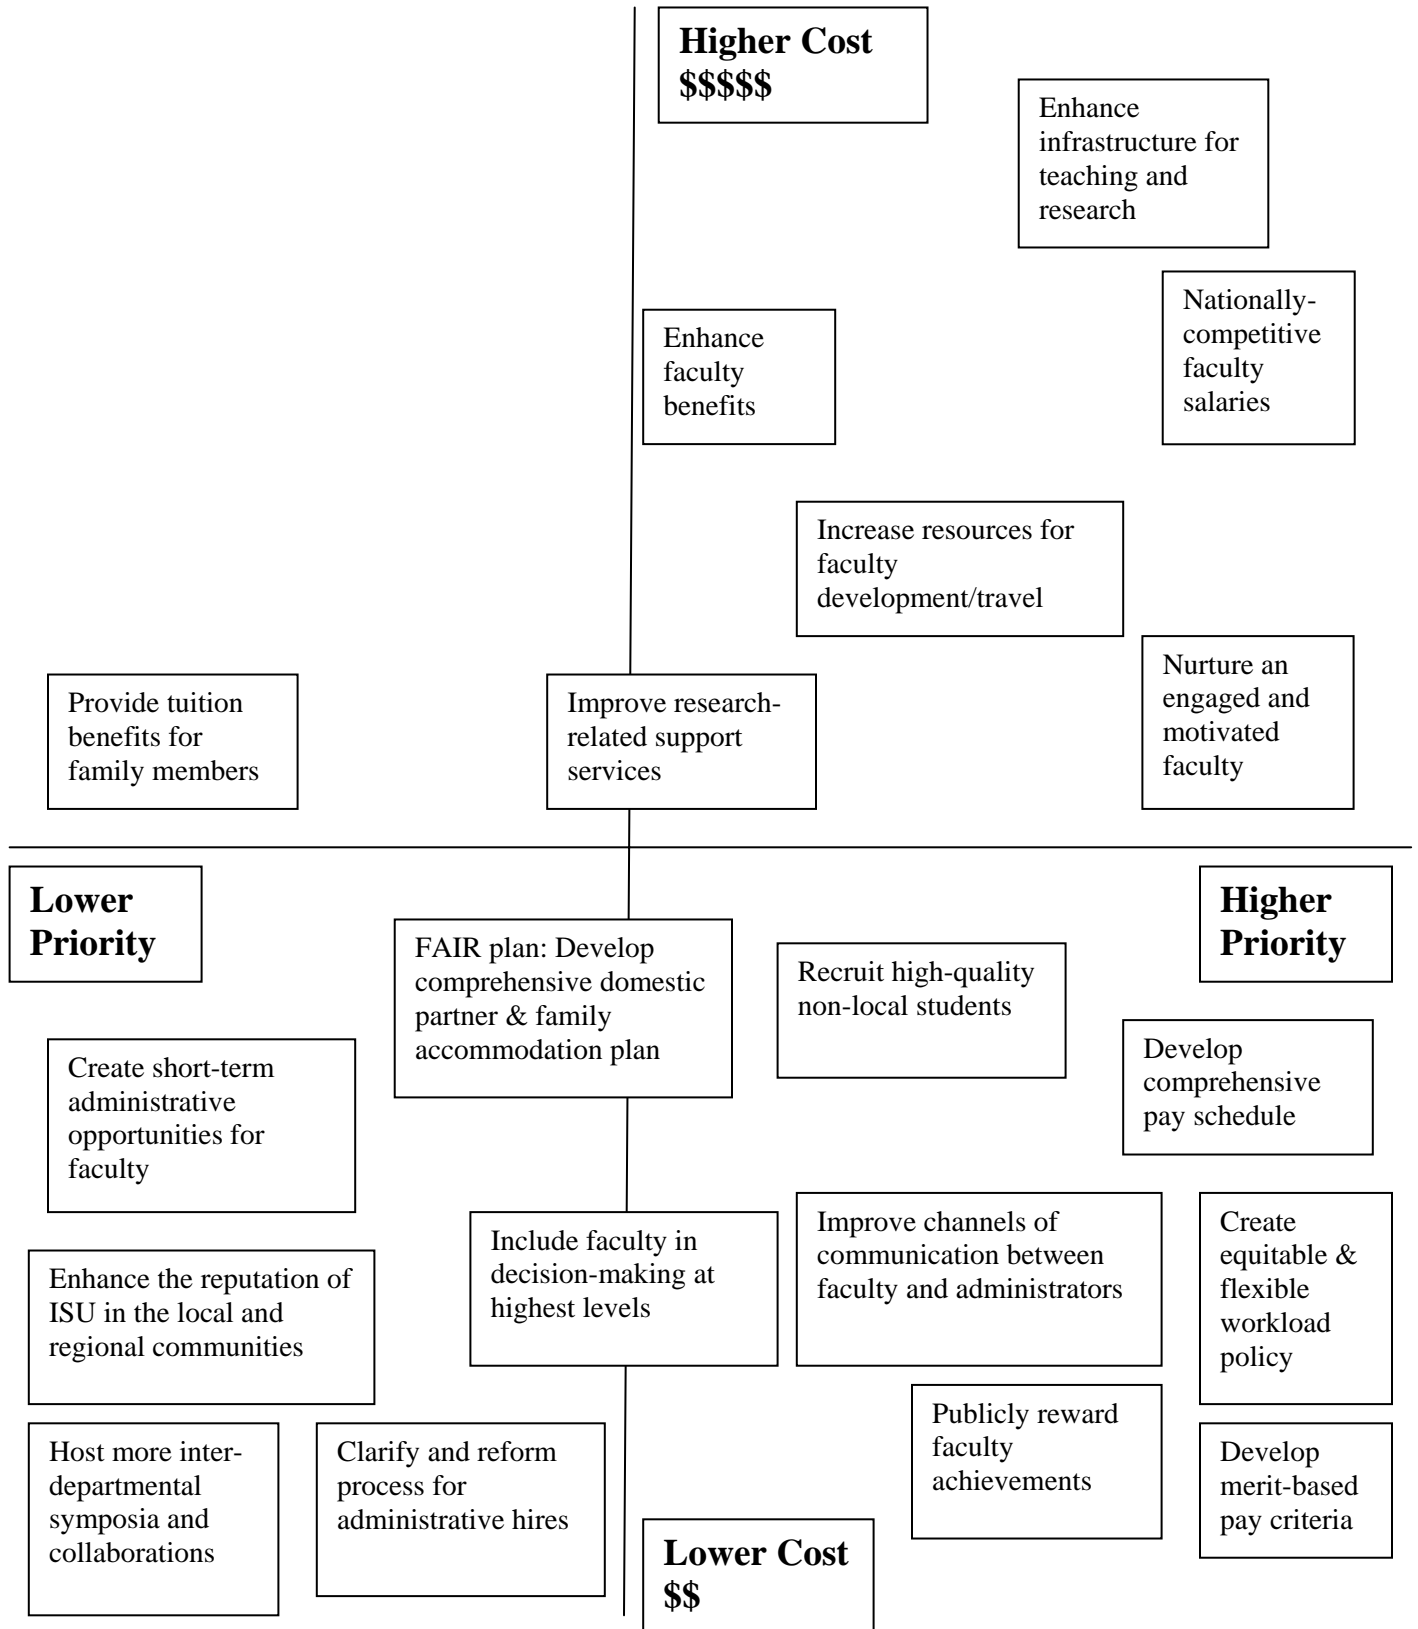 Higher Cost
$$$$$
Enhance
infrastructure for
teaching and
research
Nationally-
competitive
faculty
salaries
Enhance
faculty
benefits
Increase resources for
faculty
development/travel
Nurture an
engaged and
motivated
faculty
Provide tuition
benefits for
family members
Improve research-
related support
services
Lower
Priority
Higher
Priority
FAIR plan: Develop
comprehensive domestic
partner & family
accommodation plan
Recruit high-quality
non-local students
Develop
comprehensive
pay schedule
Create short-term
administrative
opportunities for
faculty
Include faculty in
decision-making at
highest levels
Improve channels of
communication between
faculty and administrators
Create
equitable &
flexible
workload
policy
Enhance the reputation of
ISU in the local and
regional communities
Publicly reward
faculty
achievements
Host more inter-
departmental
symposia and
collaborations
Clarify and reform
process for
administrative hires
Develop
merit-based
pay criteria
Lower Cost
$$